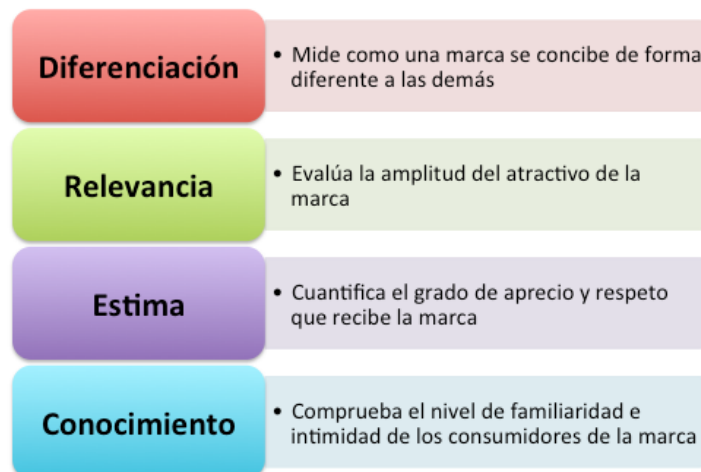 Diferenciación
• Mide como una marca se concibe de forma
diferente a las demás
Relevancia
• Evalúa la amplitud del atractivo de la
marca
Estima
• Cuantifica el grado de aprecio y respeto
que recibe la marca
Conocimiento
• Comprueba el nivel de familiaridad e
intimidad de los consumidores de la marca